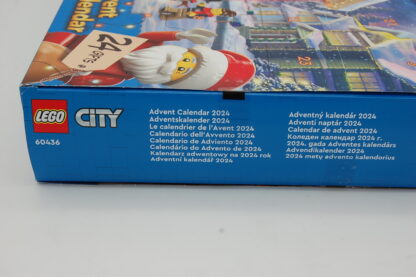 ent
endar
24
GIFTS
LEGO
CITY
60436
Advent Calendar 2024
Adventskalender 2024
Le calendrier de l'Avent 2024
Calendario dell'Avvento 2024
Calendario de Adviento 2024
Calendário do Advento de 2024
Kalendarz adwentowy na 2024 rok
Adventní kalendář 2024
Adventný kalendár 2024
Adventi naptár 2024
Calendar de advent 2024
Коледен календар 2024 г.
2024. gada Adventes kalendārs
Advendikalender 2024
2024 metų advento kalendorius